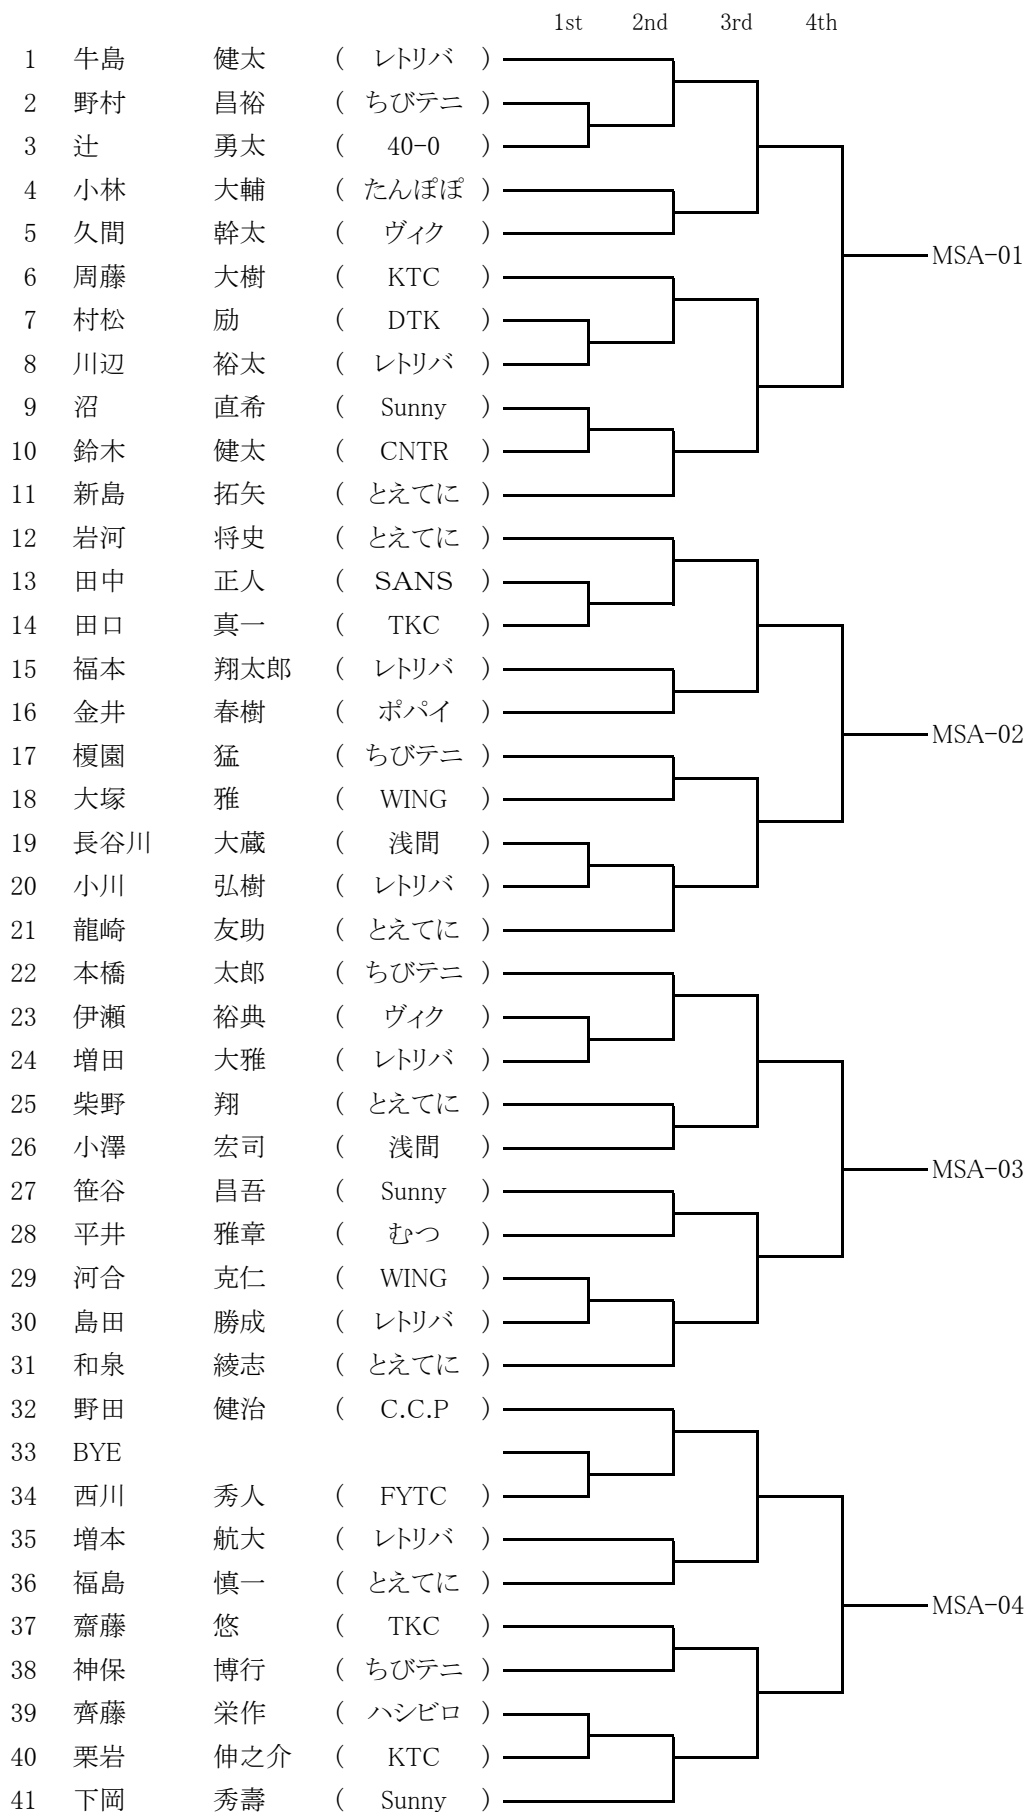 1st 2nd 3rd 4th
1 牛島 健太 ( レトリバ )
2 野村 昌裕 ( ちびテニ )
3 辻 勇太 ( 40-0 )
4 小林 大輔 ( たんぽぽ )
5 久間 幹太 ( ヴィク )
MSA-01
6 周藤 大樹 ( KTC )
7 村松 励 ( DTK )
8 川辺 裕太 ( レトリバ )
9 沼 直希 ( Sunny )
10 鈴木 健太 ( CNTR )
11 新島 拓矢 ( とえてに )
12 岩河 将史 ( とえてに )
13 田中 正人 ( SANS )
14 田口 真一 ( TKC )
15 福本 翔太郎 ( レトリバ )
16 金井 春樹 ( ポパイ )
MSA-02
17 榎園 猛 ( ちびテニ )
18 大塚 雅 ( WING )
19 長谷川 大蔵 ( 浅間 )
20 小川 弘樹 ( レトリバ )
21 龍崎 友助 ( とえてに )
22 本橋 太郎 ( ちびテニ )
23 伊瀬 裕典 ( ヴィク )
24 増田 大雅 ( レトリバ )
25 柴野 翔 ( とえてに )
26 小澤 宏司 ( 浅間 )
MSA-03
27 笹谷 昌吾 ( Sunny )
28 平井 雅章 ( むつ )
29 河合 克仁 ( WING )
30 島田 勝成 ( レトリバ )
31 和泉 綾志 ( とえてに )
32 野田 健治 ( C.C.P )
33 BYE
34 西川 秀人 ( FYTC )
35 増本 航大 ( レトリバ )
36 福島 慎一 ( とえてに )
MSA-04
37 齋藤 悠 ( TKC )
38 神保 博行 ( ちびテニ )
39 齊藤 栄作 ( ハシビロ )
40 栗岩 伸之介 ( KTC )
41 下岡 秀壽 ( Sunny )